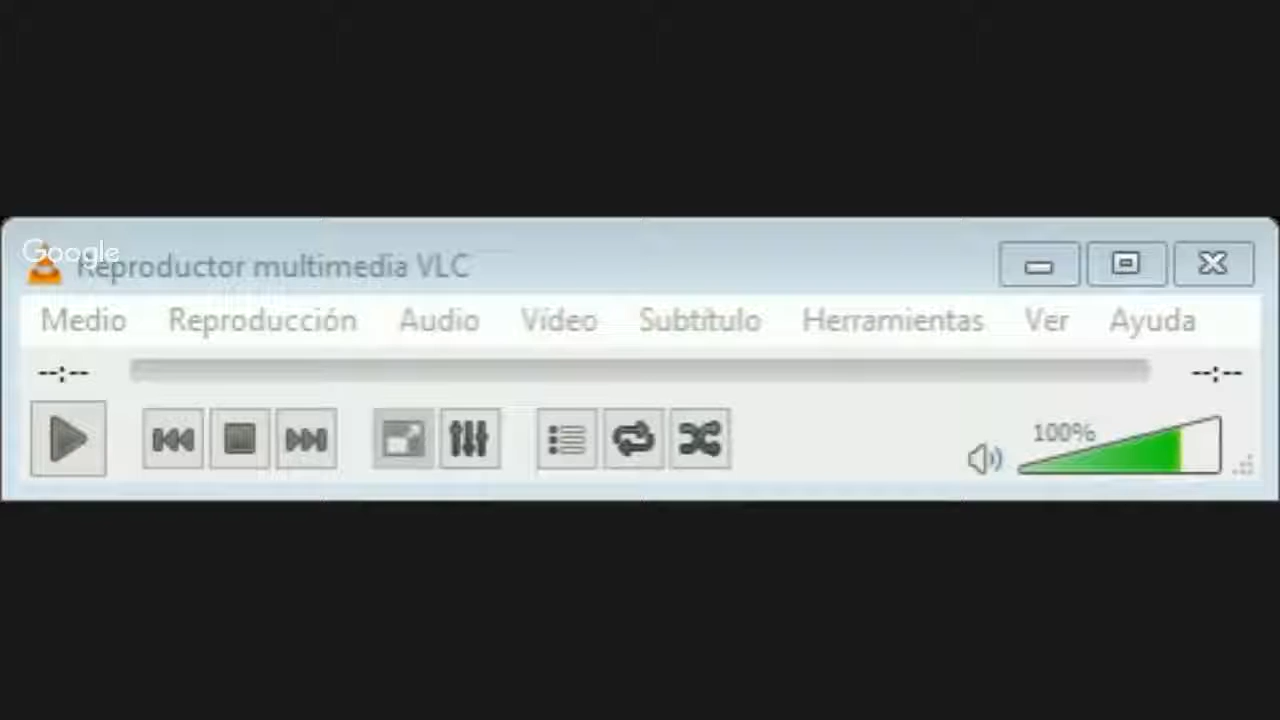 Google
Reproductor multimedia VLC
Medio Reproducción Audio Vídeo Subtítulo Herramientas Ver Ayuda
--:-- --:--
100%